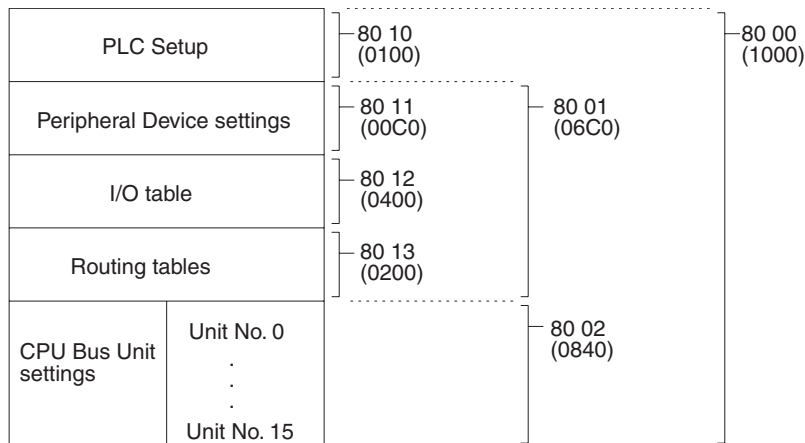 PLC Setup
80 10
(0100)
80 00
(1000)
Peripheral Device settings
80 11
(00C0)
80 01
(06C0)
I/O table
80 12
(0400)
Routing tables
80 13
(0200)
CPU Bus Unit
settings
Unit No. 0
.
.
.
Unit No. 15
80 02
(0840)